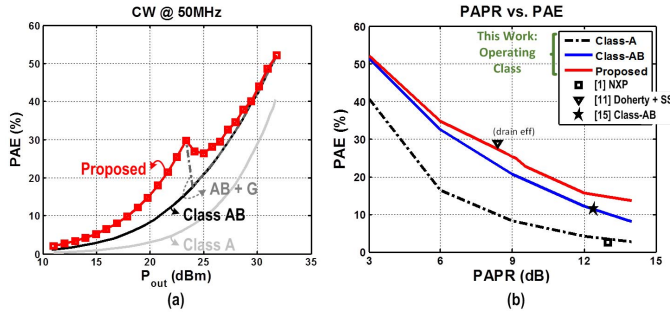 CW @ 50MHz
60
50
40
30
20
10
0
PAE (%)
Proposed
AB + G
Class AB
Class A
10
15
20
25
30
35
Pout (dBm)
(a)
PAPR vs. PAE
This Work:
Operating
Class
Class-A
Class-AB
Proposed
[1] NXP
[11] Doherty + SS
[15] Class-AB
(drain eff)
60
50
40
30
20
10
0
PAE (%)
3
6
9
12
15
PAPR (dB)
(b)